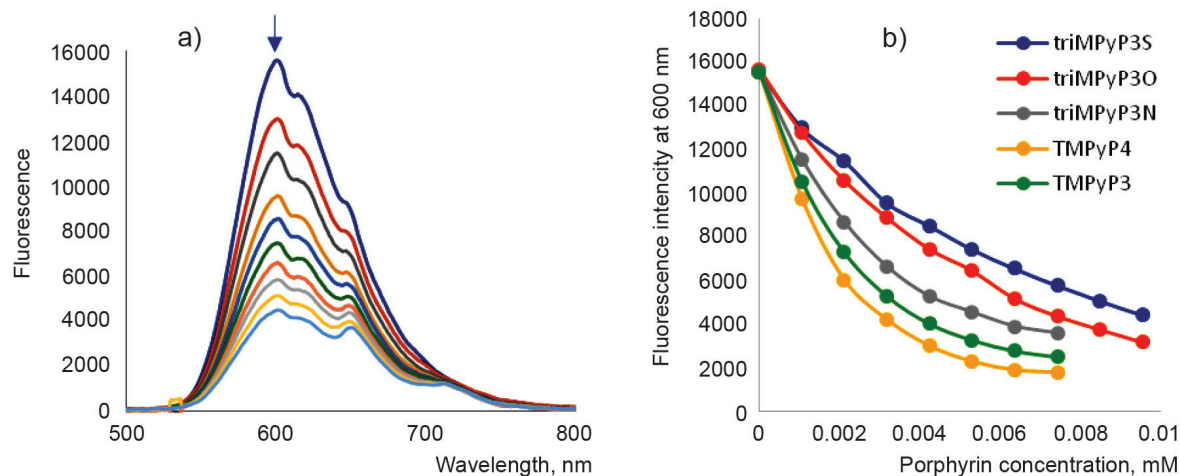 a)
Fluorescence
16000
14000
12000
10000
8000
6000
4000
2000
0
500
600
700
800
Wavelength, nm
b)
Fluorescence intencity at 600 nm
18000
16000
14000
12000
10000
8000
6000
4000
2000
0
triMPyP3S
triMPyP3O
triMPyP3N
TMPyP4
TMPyP3
0
0.002
0.004
0.006
0.008
0.01
Porphyrin concentration, mM